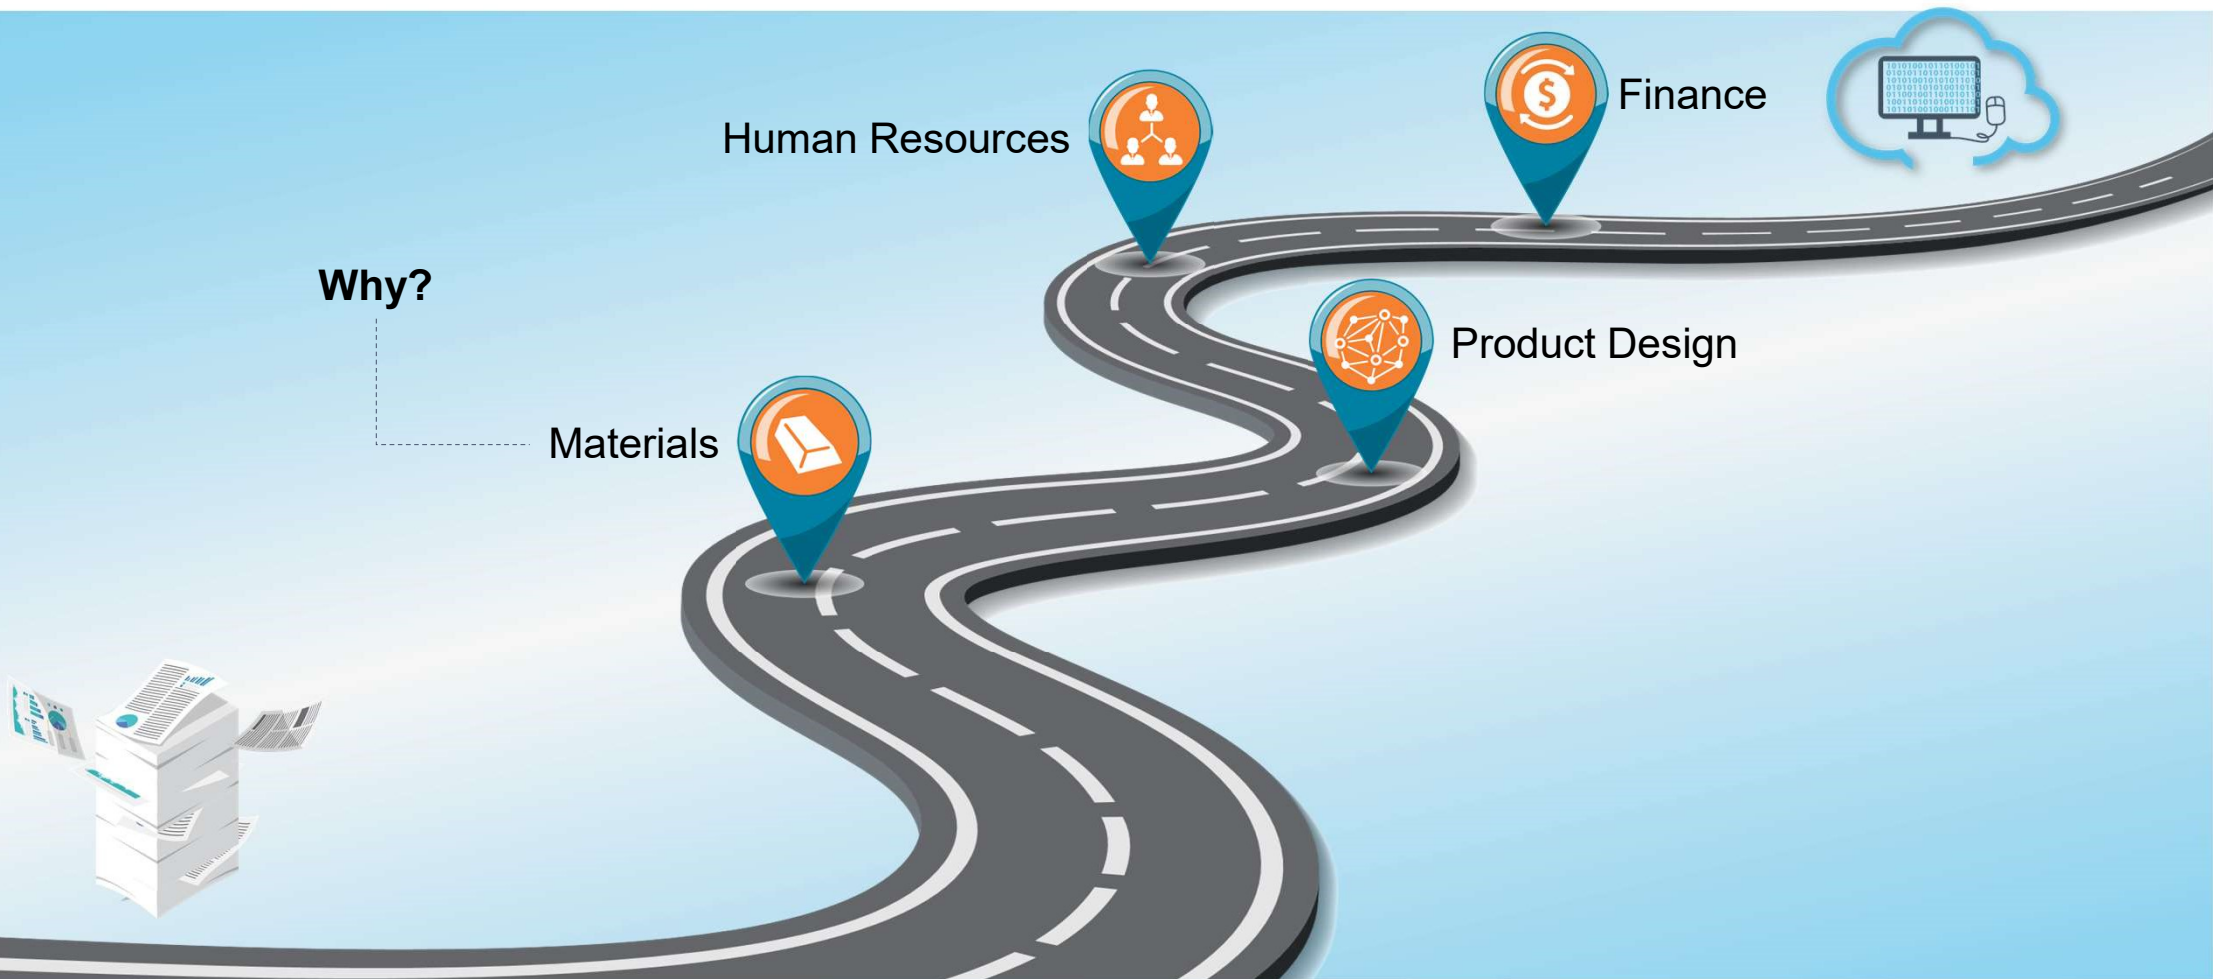 Finance
Human Resources
Why?
Product Design
Materials